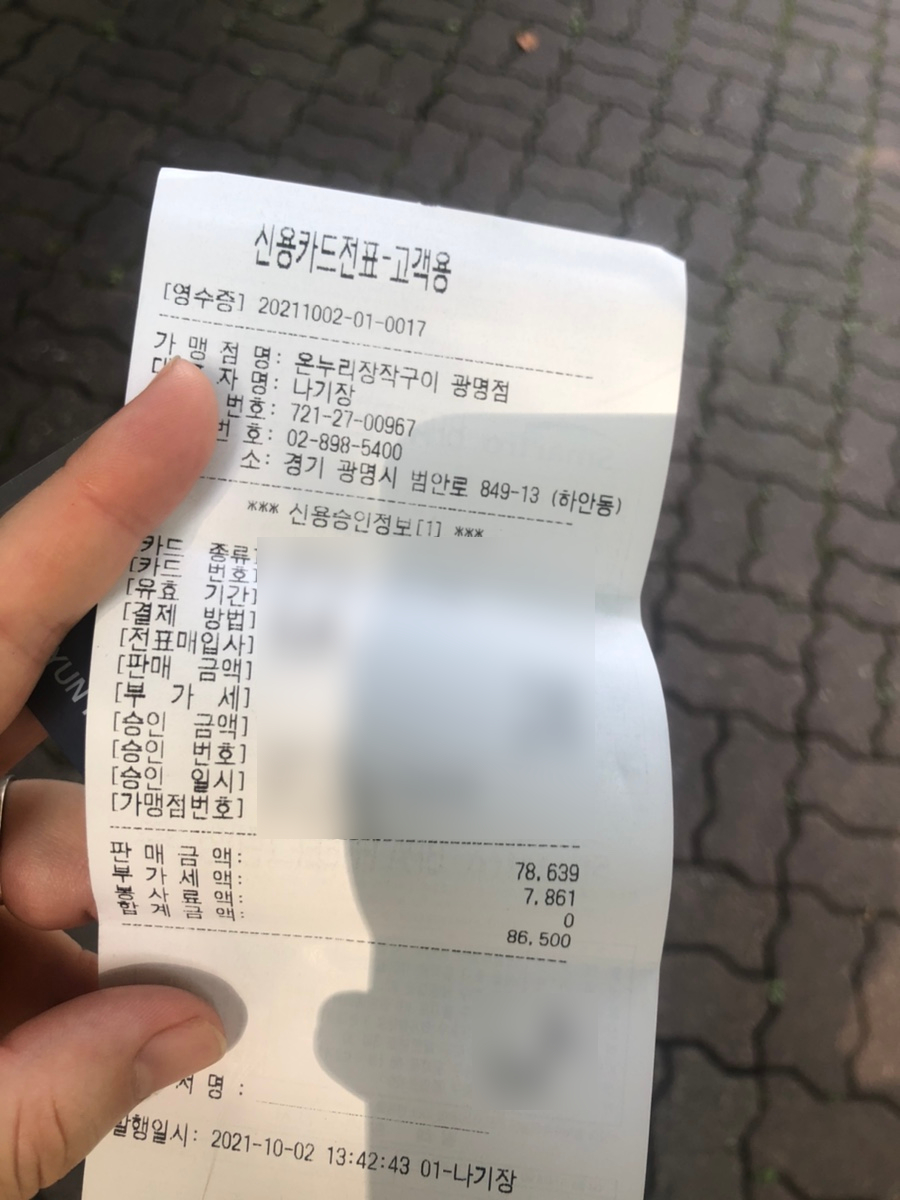 신용카드전표-고객용
[영수증] 20211002-01-0017
가 맹 점 명: 온누리장작구이 광명점
자 명: 나기장
번호: 721-27-00967
번 호: 02-898-5400
소: 경기 광명시 범안로 849-13 (하안동)
*** 신용승인정보[1] ***
[카드 종류]
[카드 번호]
[유효 기간]
[결제 방법]
[전표매입사]
[판매 금액]
[부 가 세]
[승인 금액]
[승인 번호]
[승인 일시]
[가맹점번호]
판 매 금 액: 78,639
부 가 세 액: 7,861
봉 사 료 액: 0
합 계 금 액: 86,500
서 명 :
발행일시: 2021-10-02 13:42:43 01-나기장
YUN